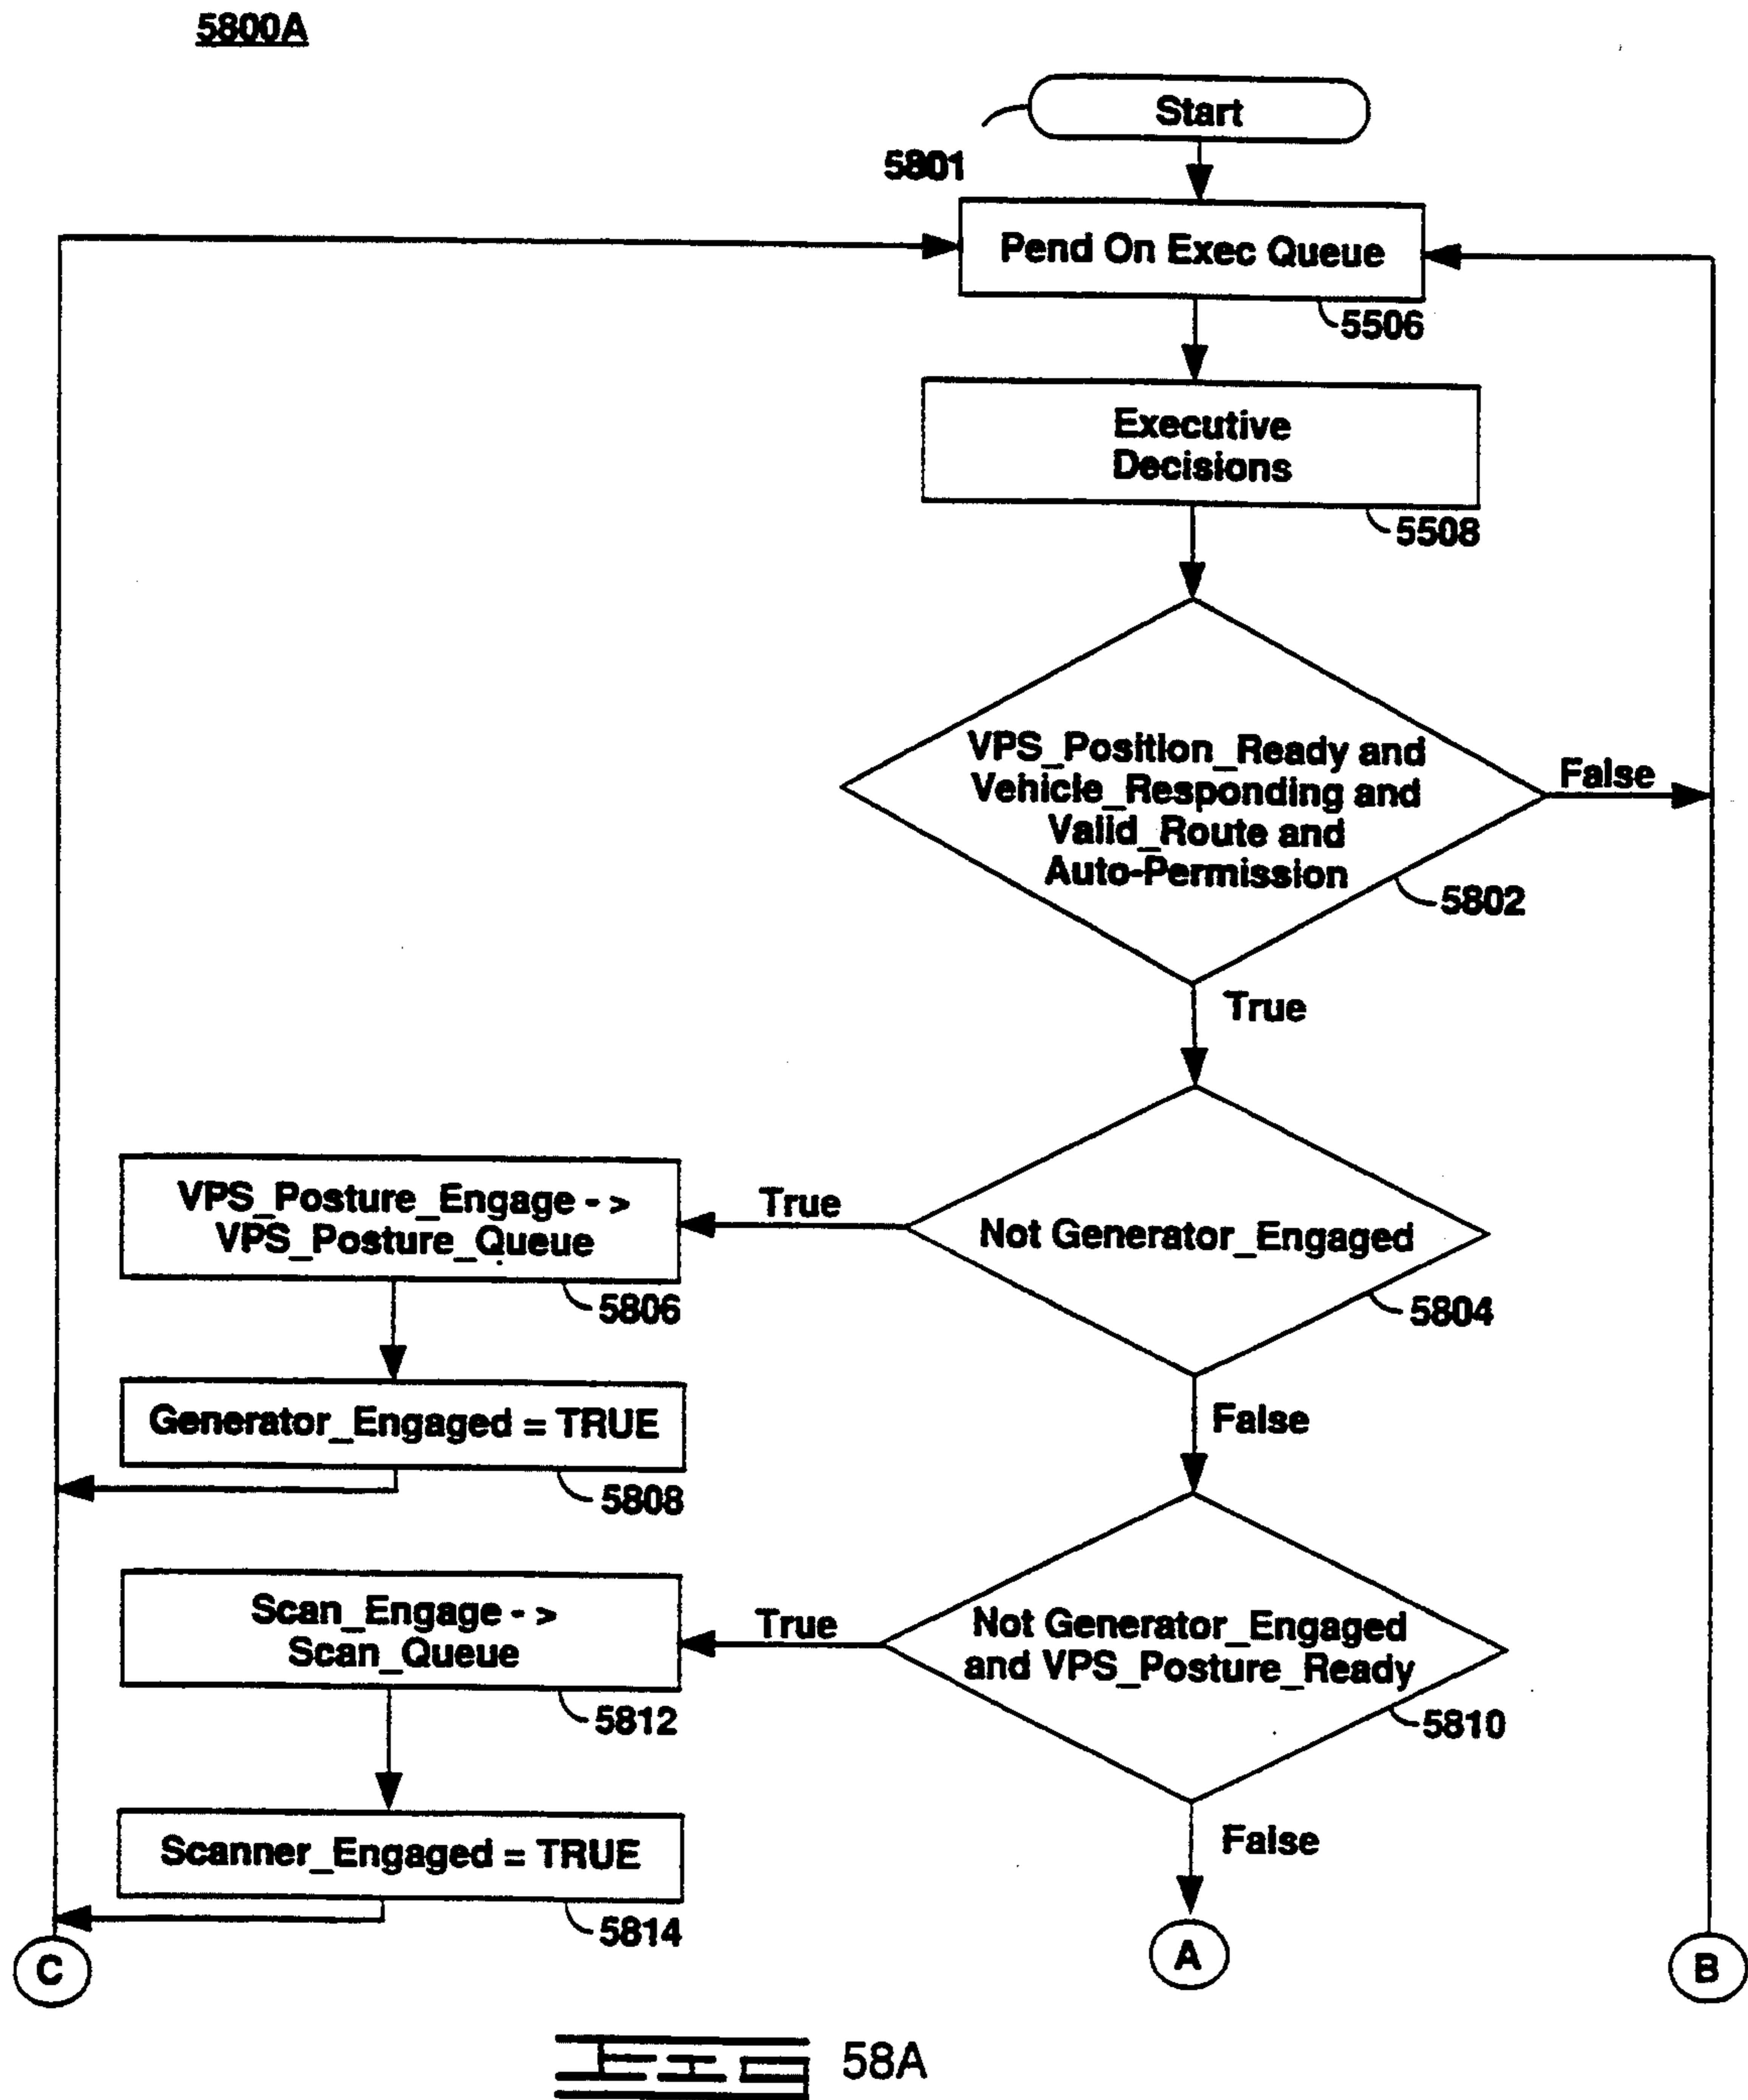 5800A
Start
5801
Pend On Exec Queue
5506
Executive
Decisions
5508
VPS_Position_Ready and
Vehicle_Responding and
Valid_Route and
Auto-Permission
False
5802
True
VPS_Posture_Engage - >
VPS_Posture_Queue
True
Not Generator_Engaged
5806
5804
Generator_Engaged = TRUE
False
5808
Scan_Engage - >
Scan_Queue
True
Not Generator_Engaged
and VPS_Posture_Ready
5812
5810
Scanner_Engaged = TRUE
False
5814
C
A
B
FIG 58A